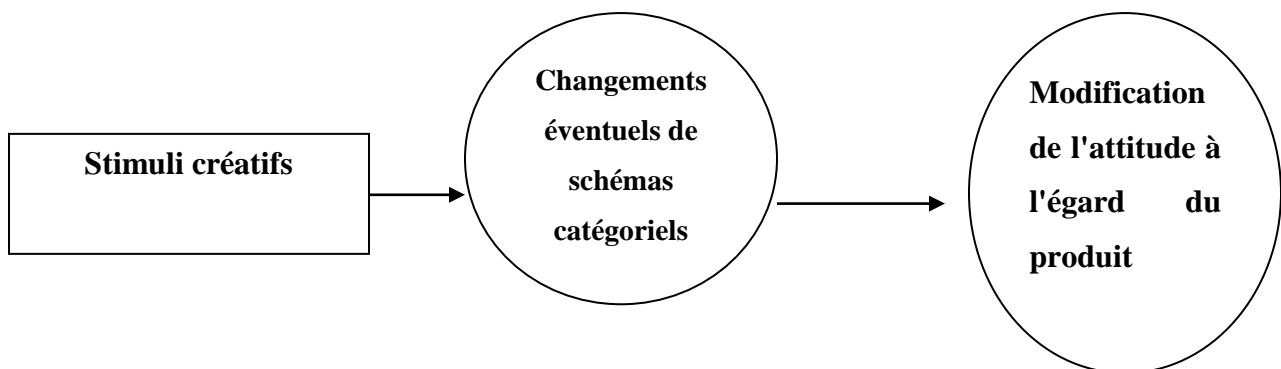 Stimuli créatifs
Changements
éventuels de
schémas
catégoriels
Modification
de l'attitude à
l'égard du
produit